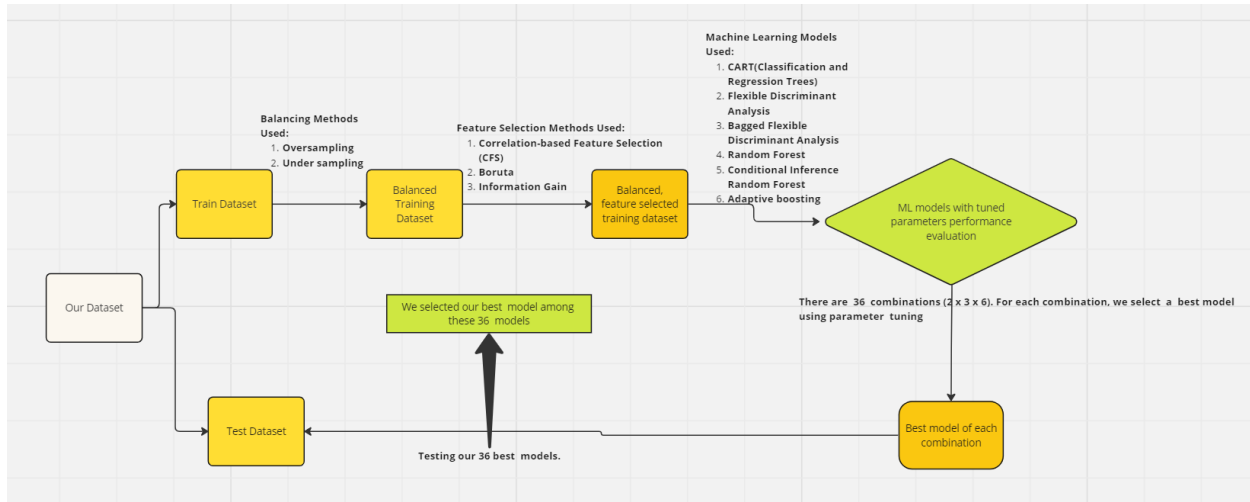 Machine Learning Models
Used:
1. CART(Classification and
Regression Trees)
2. Flexible Discriminant
Analysis
3. Bagged Flexible
Discriminant Analysis
4. Random Forest
5. Conditional Inference
Random Forest
6. Adaptive boosting
Balancing Methods
Used:
1. Oversampling
2. Under sampling
Feature Selection Methods Used:
1. Correlation-based Feature Selection
(CFS)
2. Boruta
3. Information Gain
Train Dataset
Balanced
Training
Dataset
Balanced,
feature selected
training dataset
ML models with tuned
parameters performance
evaluation
Our Dataset
We selected our best model among
these 36 models
There are 36 combinations (2 x 3 x 6). For each combination, we select a best model
using parameter tuning
Test Dataset
Best model of each
combination
Testing our 36 best models.